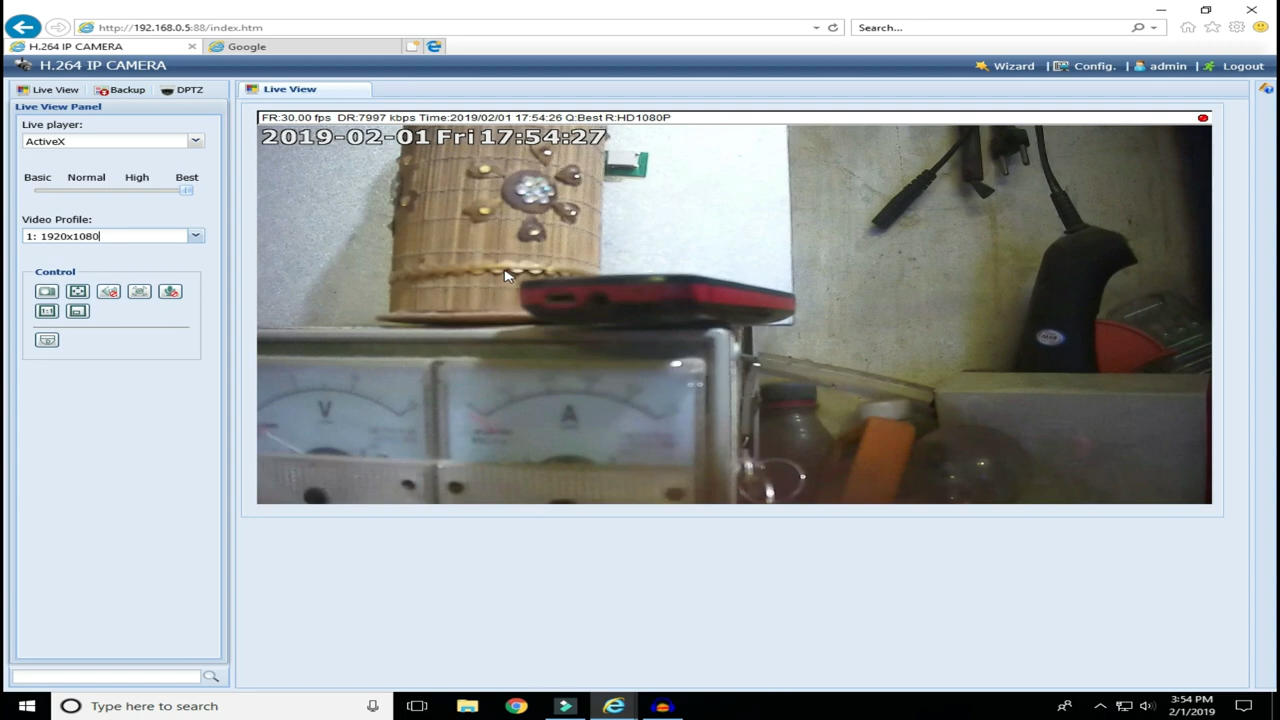 http://192.168.0.5:88/index.htm
Search...
H.264 IP CAMERA
Google
H.264 IP CAMERA
Wizard
Config.
admin
Logout
Live View
Backup
DPTZ
Live View
Live View Panel
Live player:
ActiveX
Basic Normal High Best
Video Profile:
1: 1920x1080
Control
1:1
FR:30.00 fps DR:7997 kbps Time:2019/02/01 17:54:26 Q:Best R:HD1080P
2019-02-01 Fri 17:54:27
V
A
Type here to search
3:54 PM
2/1/2019